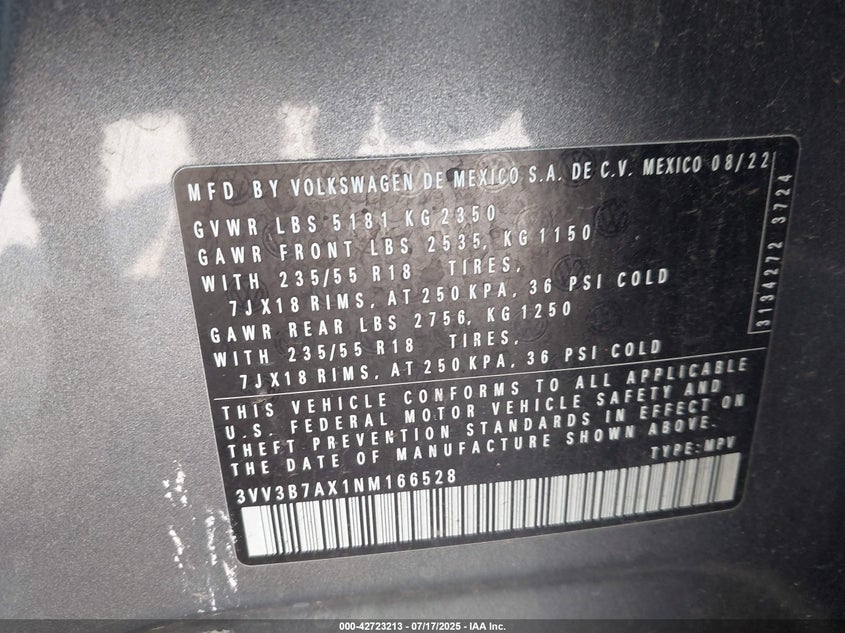 MFD BY VOLKSWAGEN DE MEXICO S.A. DE C.V. MEXICO 08/22
GVWR LBS 5181 KG 2350
GAWR FRONT LBS 2535, KG 1150
WITH 235/55 R18 TIRES,
7JX18 RIMS, AT 250 KPA, 36 PSI COLD
GAWR REAR LBS 2756, KG 1250
WITH 235/55 R18 TIRES,
7JX18 RIMS, AT 250 KPA, 36 PSI COLD
3134272 3724
THIS VEHICLE CONFORMS TO ALL APPLICABLE
U.S. FEDERAL MOTOR VEHICLE SAFETY AND
THEFT PREVENTION STANDARDS IN EFFECT ON
THE DATE OF MANUFACTURE SHOWN ABOVE.
TYPE: MPV
3VV3B7AX1NM166528
000-42723213 - 07/17/2025 - IAA Inc.